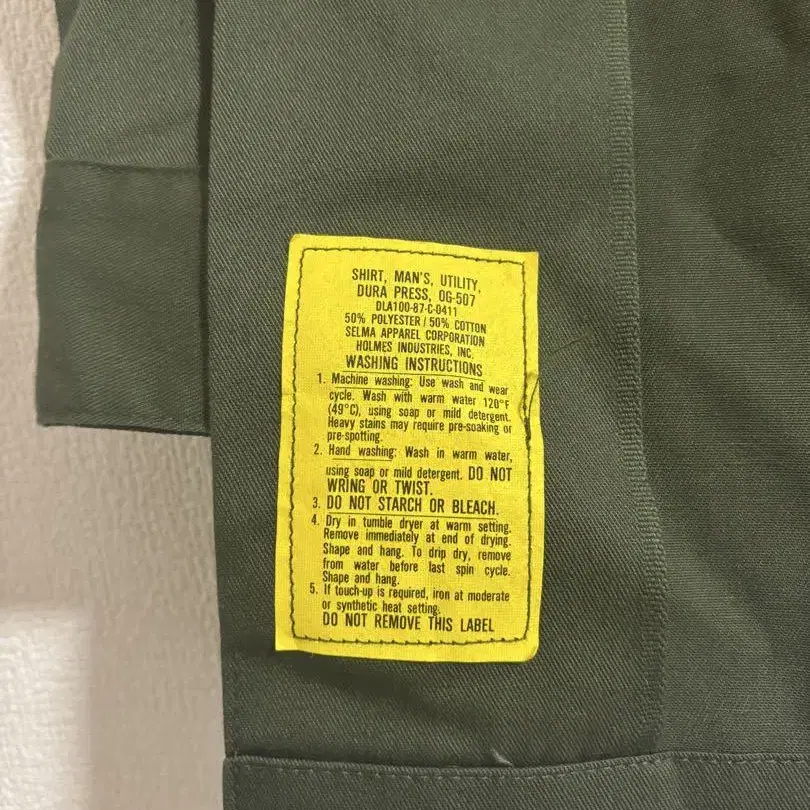 SHIRT, MAN'S, UTILITY,
DURA PRESS, OG-507
DLA100-87-C-0411
50% POLYESTER / 50% COTTON
SELMA APPAREL CORPORATION
HOLMES INDUSTRIES, INC.
WASHING INSTRUCTIONS
1. Machine washing: Use wash and wear
cycle. Wash with warm water 120°F
(49°C), using soap or mild detergent.
Heavy stains may require pre-soaking or
pre-spotting.
2. Hand washing: Wash in warm water,
using soap or mild detergent. DO NOT
WRING OR TWIST.
3. DO NOT STARCH OR BLEACH.
4. Dry in tumble dryer at warm setting.
Remove immediately at end of drying.
Shape and hang. To drip dry, remove
from water before last spin cycle.
Shape and hang.
5. If touch-up is required, iron at moderate
or synthetic heat setting.
DO NOT REMOVE THIS LABEL